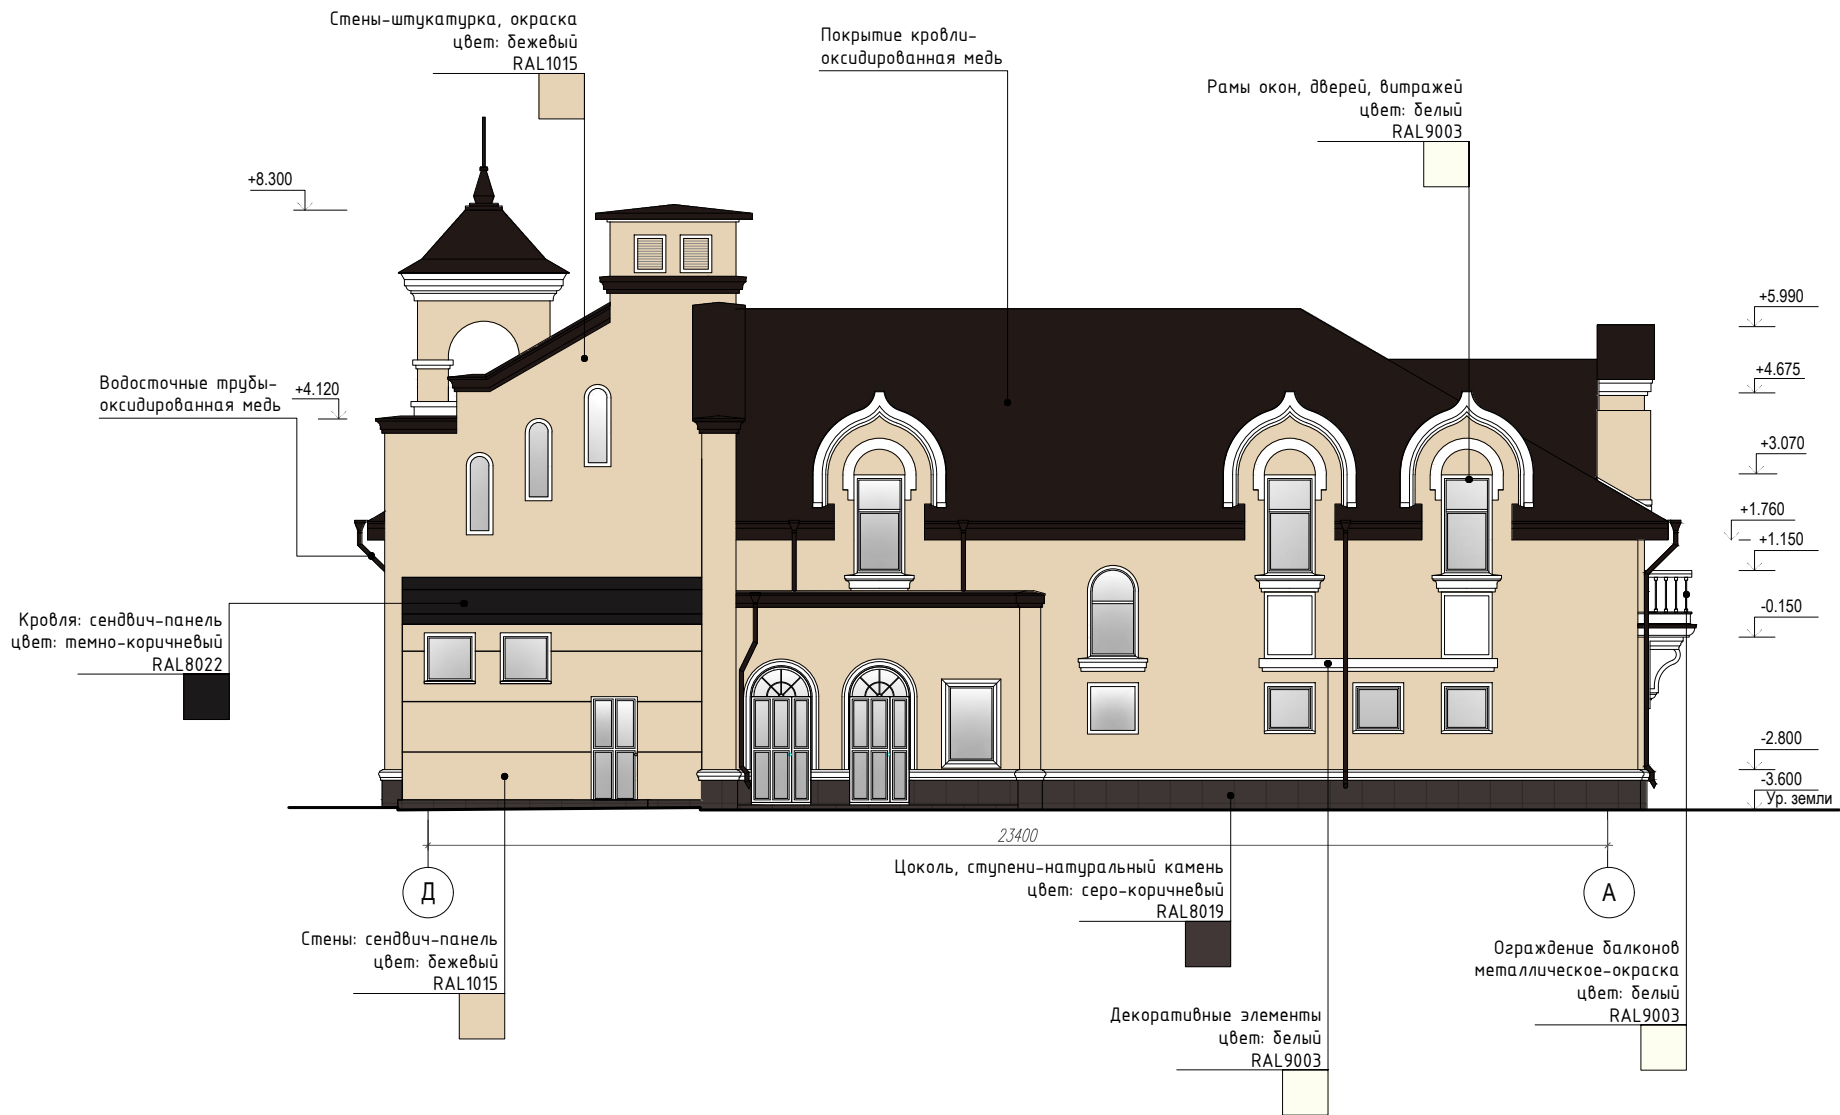 Стены-штукатурка, окраска
цвет: бежевый
RAL1015
Покрытие кровли-
оксидированная медь
Рамы окон, дверей, витражей
цвет: белый
RAL9003
+8.300
Водосточные трубы-
оксидированная медь
+4.120
+5.990
+4.675
+3.070
+1.760
+1.150
-0.150
-2.800
-3.600
Ур. земли
Кровля: сендвич-панель
цвет: темно-коричневый
RAL8022
23400
Д
А
Цоколь, ступени-натуральный камень
цвет: серо-коричневый
RAL8019
Стены: сендвич-панель
цвет: бежевый
RAL1015
Ограждение балконов
металлическое-окраска
цвет: белый
RAL9003
Декоративные элементы
цвет: белый
RAL9003